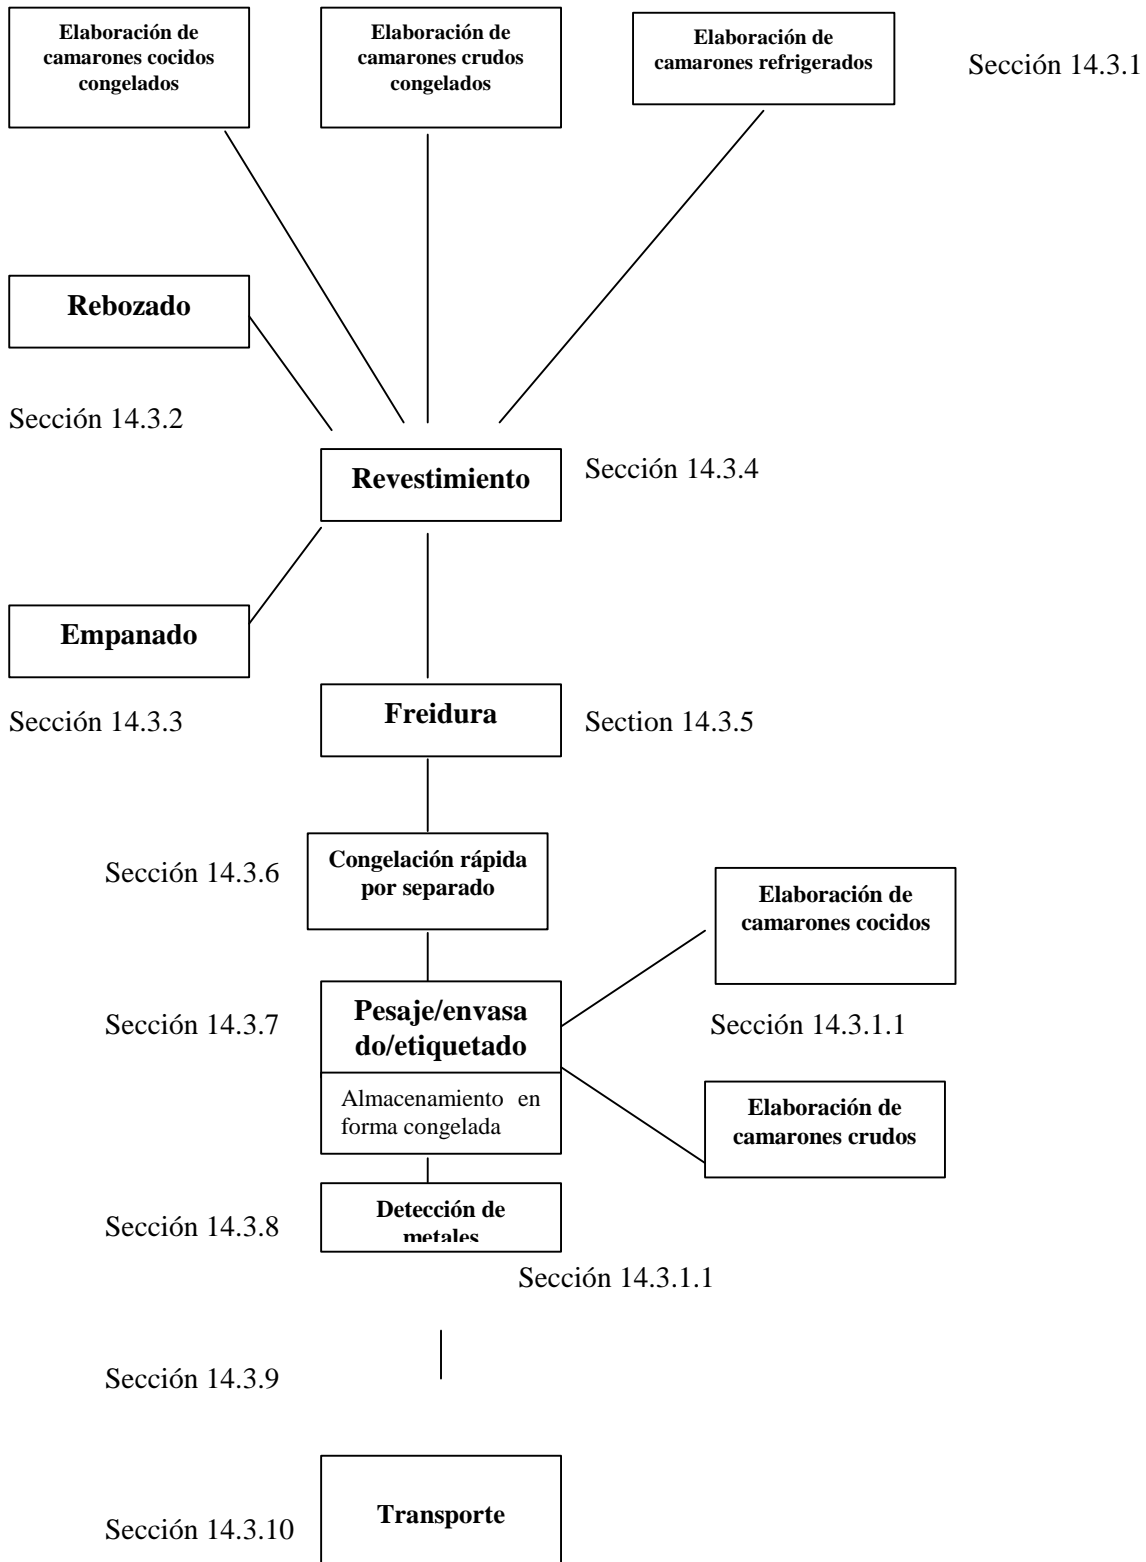 Elaboración de
camarones cocidos
congelados
Elaboración de
camarones crudos
congelados
Elaboración de
camarones refrigerados
Sección 14.3.1
Rebozado
Sección 14.3.2
Revestimiento
Sección 14.3.4
Empanado
Sección 14.3.3
Freidura
Section 14.3.5
Sección 14.3.6
Congelación rápida
por separado
Elaboración de
camarones cocidos
Sección 14.3.7
Pesaje/envasa
do/etiquetado
Sección 14.3.1.1
Almacenamiento en
forma congelada
Elaboración de
camarones crudos
Sección 14.3.8
Detección de
metales
Sección 14.3.1.1
Sección 14.3.9
Transporte
Sección 14.3.10